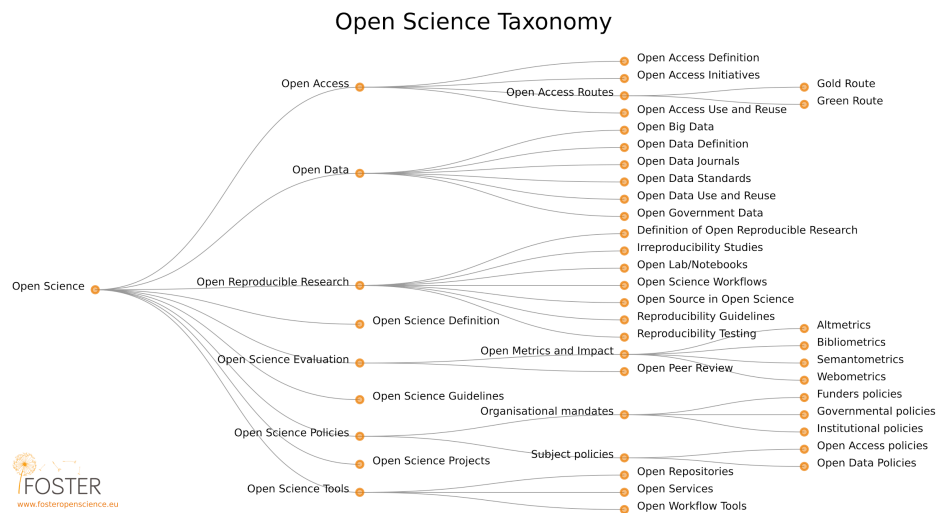 Open Science Taxonomy
Open Access Definition
Open Access Initiatives
Open Access
Gold Route
Open Access Routes
Green Route
Open Access Use and Reuse
Open Big Data
Open Data Definition
Open Data Journals
Open Data
Open Data Standards
Open Data Use and Reuse
Open Government Data
Definition of Open Reproducible Research
Irreproducibility Studies
Open Lab/Notebooks
Open Science
Open Reproducible Research
Open Science Workflows
Open Source in Open Science
Reproducibility Guidelines
Open Science Definition
Reproducibility Testing
Altmetrics
Bibliometrics
Open Metrics and Impact
Open Science Evaluation
Semantometrics
Open Peer Review
Webometrics
Open Science Guidelines
Funders policies
Organisational mandates
Governmental policies
Institutional policies
Open Science Policies
Open Access policies
Subject policies
Open Science Projects
Open Data Policies
Open Repositories
Open Science Tools
Open Services
Open Workflow Tools
FOSTER
www.fosteropenscience.eu